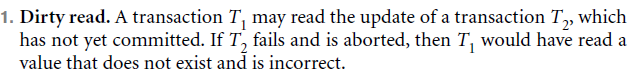 1. Dirty read. A transaction T₁ may read the update of a transaction T₂, which
has not yet committed. If T₂ fails and is aborted, then T₁ would have read a
value that does not exist and is incorrect.